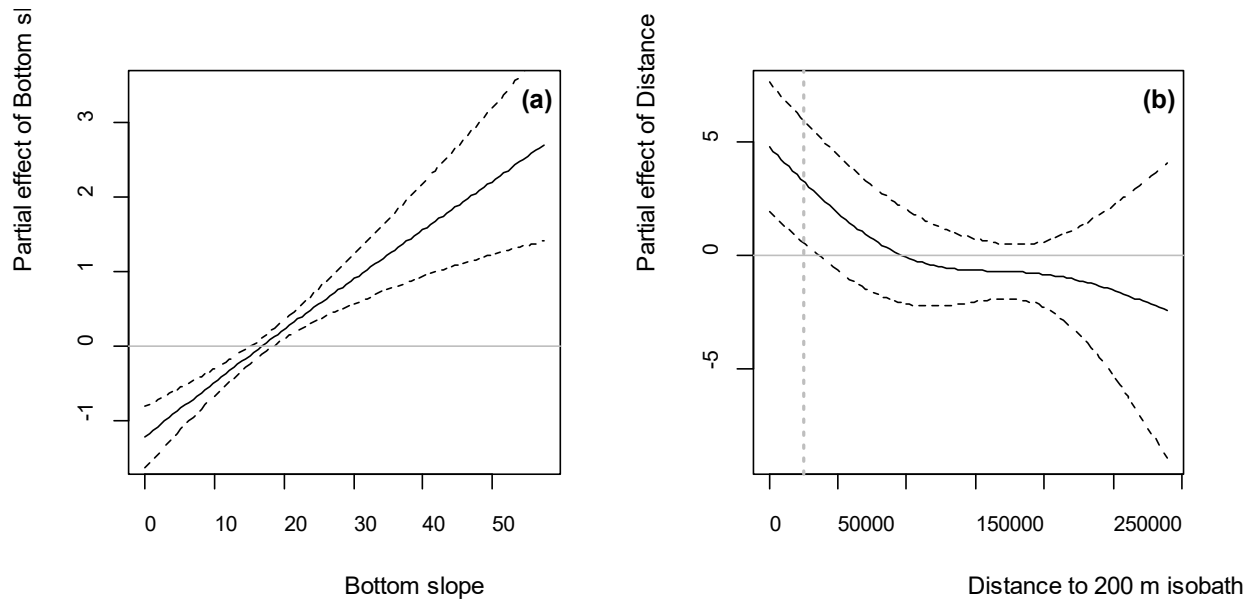 Partial effect of Bottom sl
3
2
1
0
-1
(a)
0 10 20 30 40 50
Bottom slope
Partial effect of Distance
5
0
-5
(b)
0 50000 150000 250000
Distance to 200 m isobath